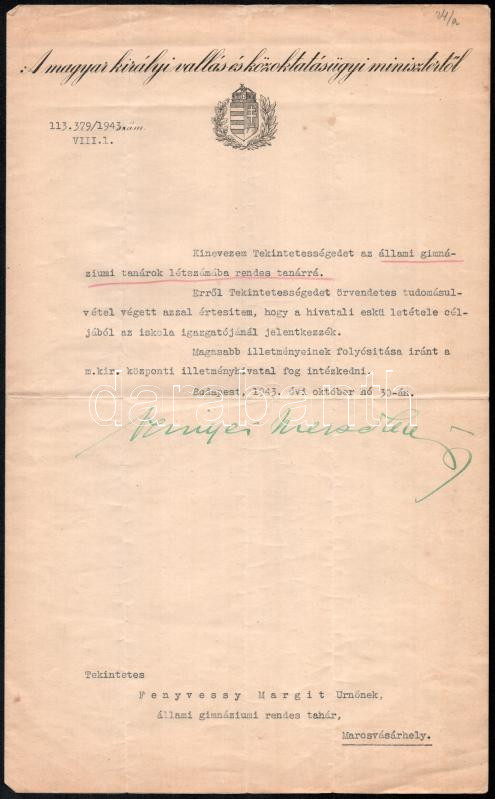 24/a
A magyar királyi vallás és közoktatásügyi minisztertől
113.379/1943.szám.
VIII.1.
Kinevezem Tekintetességedet az állami gimná-
ziumi tanárok létszámába rendes tanárrá.
Erről Tekintetességedet örvendetes tudomásul-
vétel végett azzal értesitem, hogy a hivatali eskü letétele cél-
jából az iskola igazgatójánál jelentkezzék.
Magasabb illetményeinek folyósitása iránt a
m.kir. központi illetményhivatal fog intézkedni.
Budapest, 1943. évi október hó 30-án.
darabanth
Tekintetes
Fenyvessy Margit Urnőnek,
állami gimnáziumi rendes tanár,
Marosvásárhely.